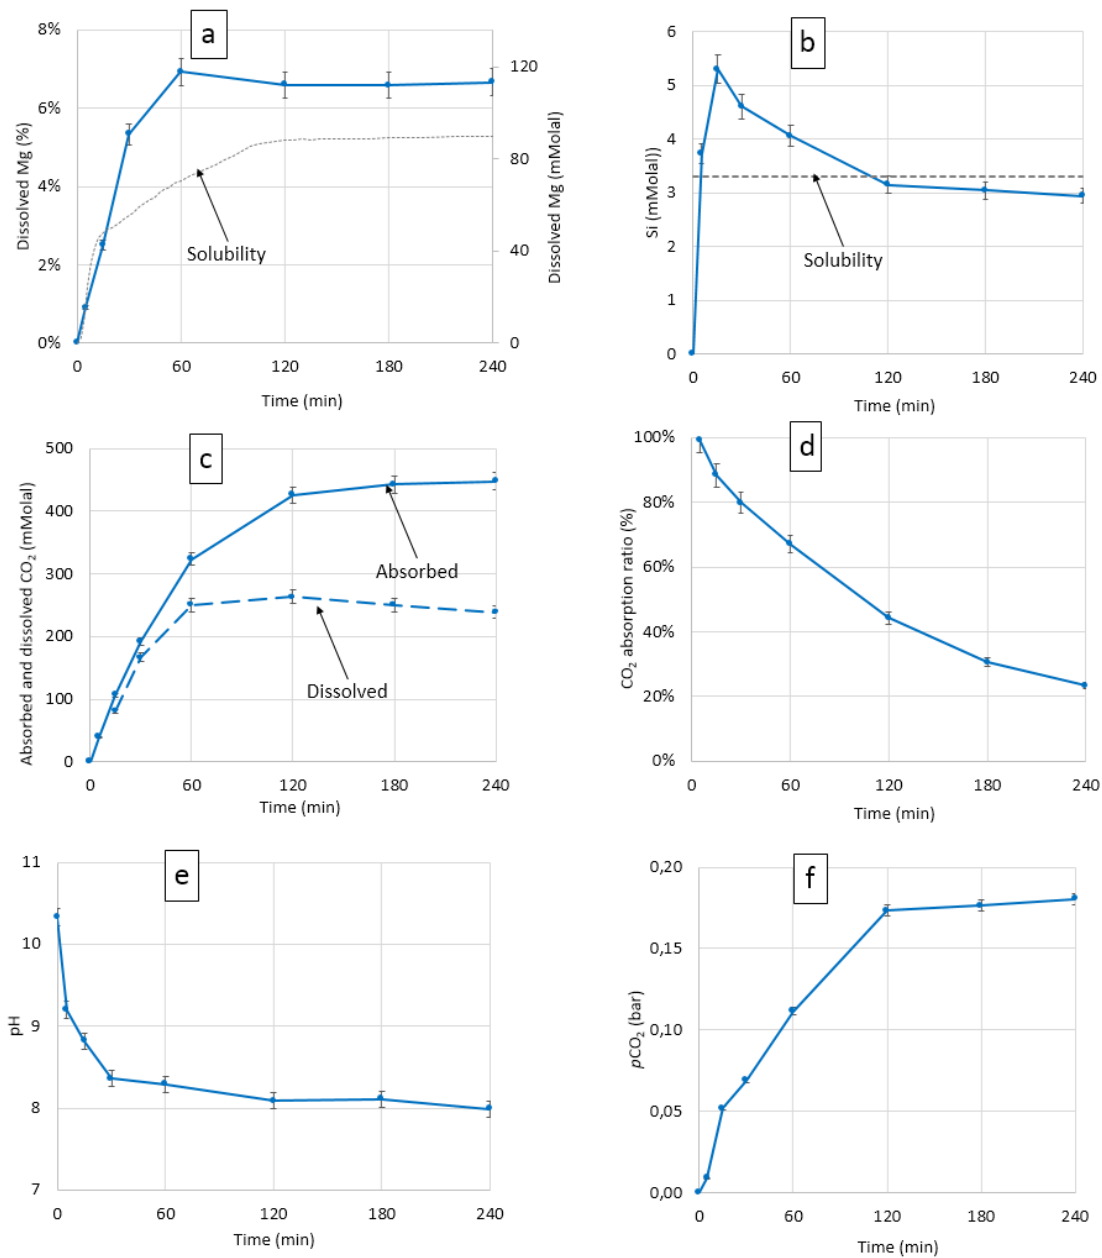 a
8%
6%
4%
2%
0%
120
80
40
0
Dissolved Mg (%)
Dissolved Mg (mMolal)
Solubility
0 60 120 180 240
Time (min)
b
6
5
4
3
2
1
0
Si (mMolal))
Solubility
0 60 120 180 240
Time (min)
c
500
400
300
200
100
0
Absorbed and dissolved CO₂ (mMolal)
Absorbed
Dissolved
0 60 120 180 240
Time (min)
d
100%
80%
60%
40%
20%
0%
CO₂ absorption ratio (%)
0 60 120 180 240
Time (min)
e
11
10
9
8
7
pH
0 60 120 180 240
Time (min)
f
0,20
0,15
0,10
0,05
0,00
pCO₂ (bar)
0 60 120 180 240
Time (min)